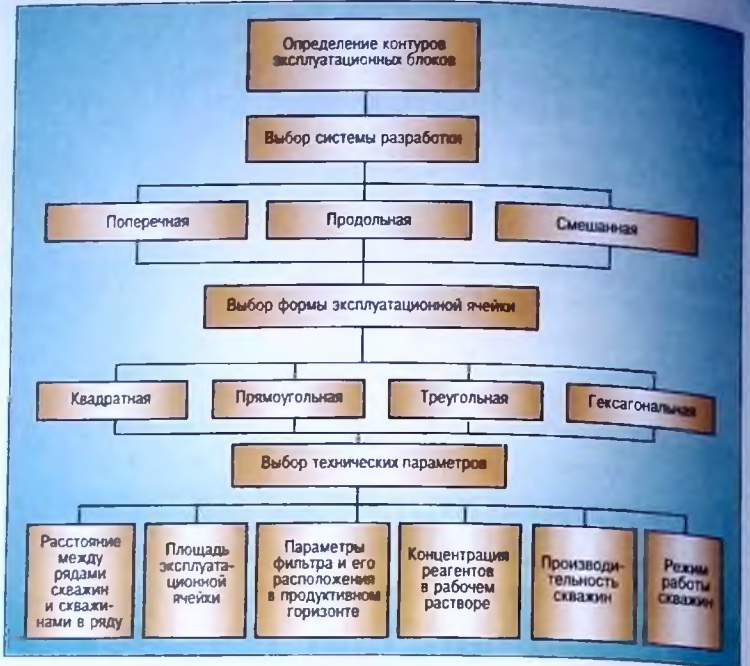 Определение контуров
эксплуатационных блоков
Выбор системы разработки
Поперечная
Продольная
Смешанная
Выбор формы эксплуатационной ячейки
Квадратная
Прямоугольная
Треугольная
Гексагональная
Выбор технических параметров
Расстояние
между
рядами
скважин
и скважи-
нами в ряду
Площадь
эксплуата-
ционной
ячейки
Параметры
фильтра и его
расположения
в продуктивном
горизонте
Концентрация
реагентов
в рабочем
растворе
Производи-
тельность
скважин
Режим
работы
скважин